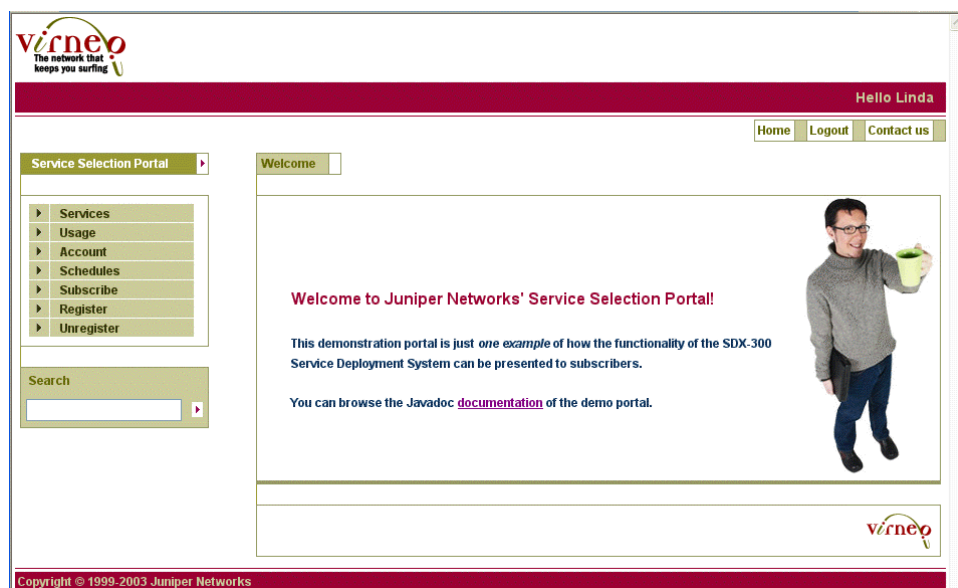 Virneo
The network that
keeps you surfing
Hello Linda
Home Logout Contact us
Service Selection Portal
Welcome
Services
Usage
Account
Schedules
Subscribe
Register
Unregister
Search
Welcome to Juniper Networks' Service Selection Portal!
This demonstration portal is just one example of how the functionality of the SDX-300
Service Deployment System can be presented to subscribers.
You can browse the Javadoc documentation of the demo portal.
Virneo
Copyright © 1999-2003 Juniper Networks